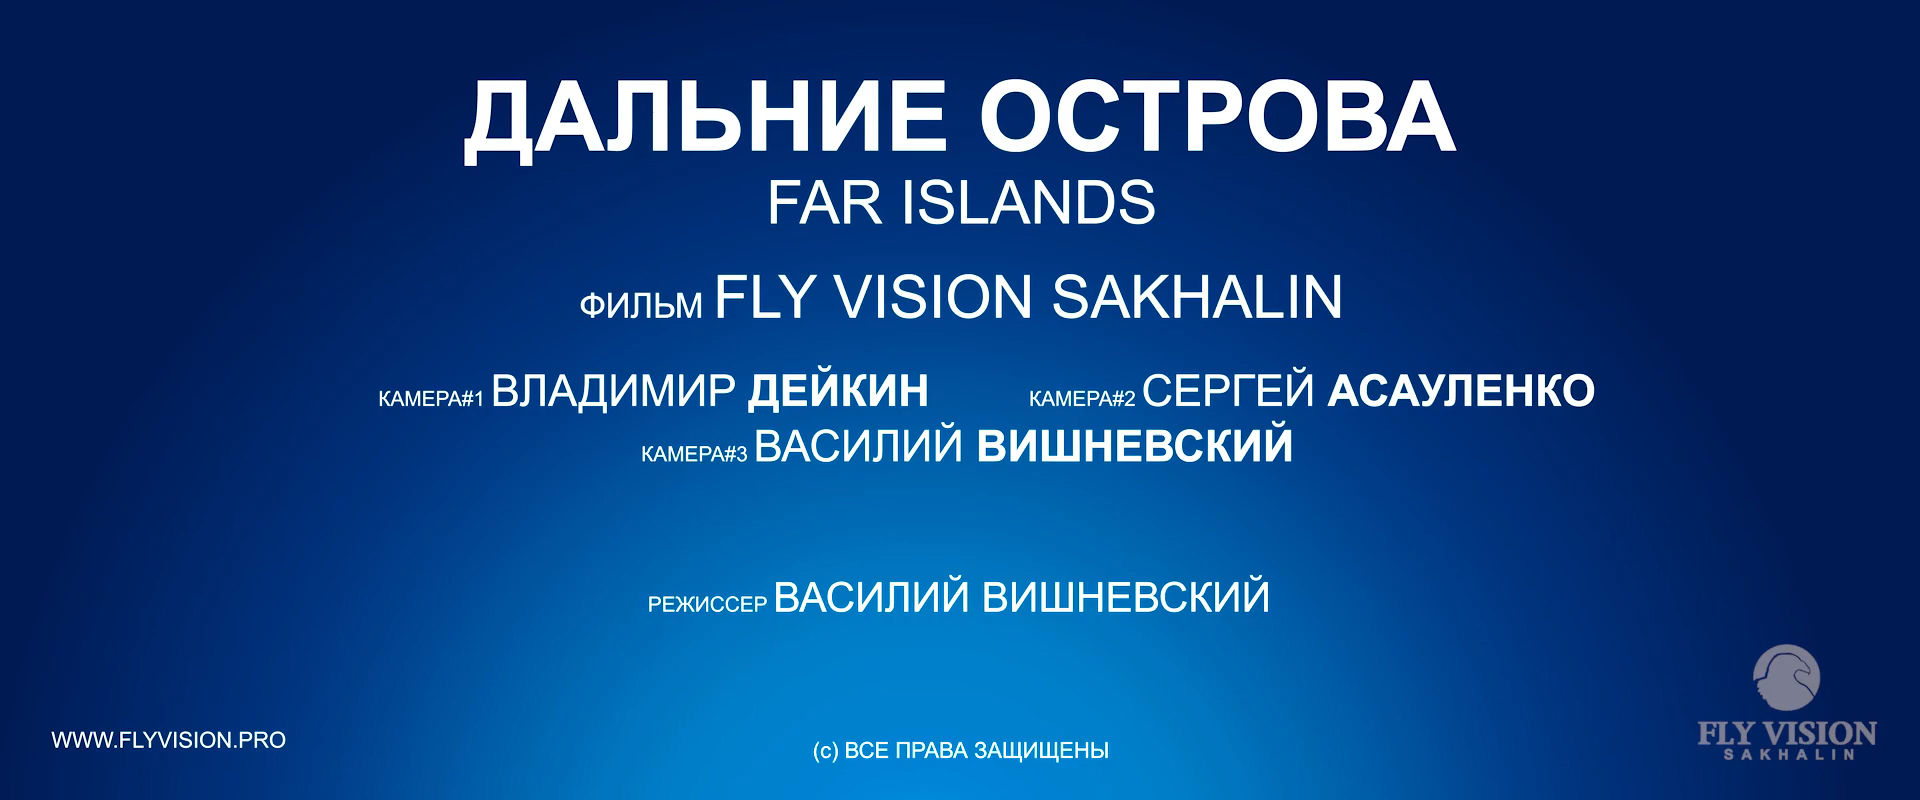 ДАЛЬНИЕ ОСТРОВА
FAR ISLANDS
ФИЛЬМ FLY VISION SAKHALIN
КАМЕРА#1 ВЛАДИМИР ДЕЙКИН КАМЕРА#2 СЕРГЕЙ АСАУЛЕНКО
КАМЕРА#3 ВАСИЛИЙ ВИШНЕВСКИЙ
РЕЖИССЕР ВАСИЛИЙ ВИШНЕВСКИЙ
WWW.FLYVISION.PRO
(с) ВСЕ ПРАВА ЗАЩИЩЕНЫ
FLY VISION
SAKHALIN